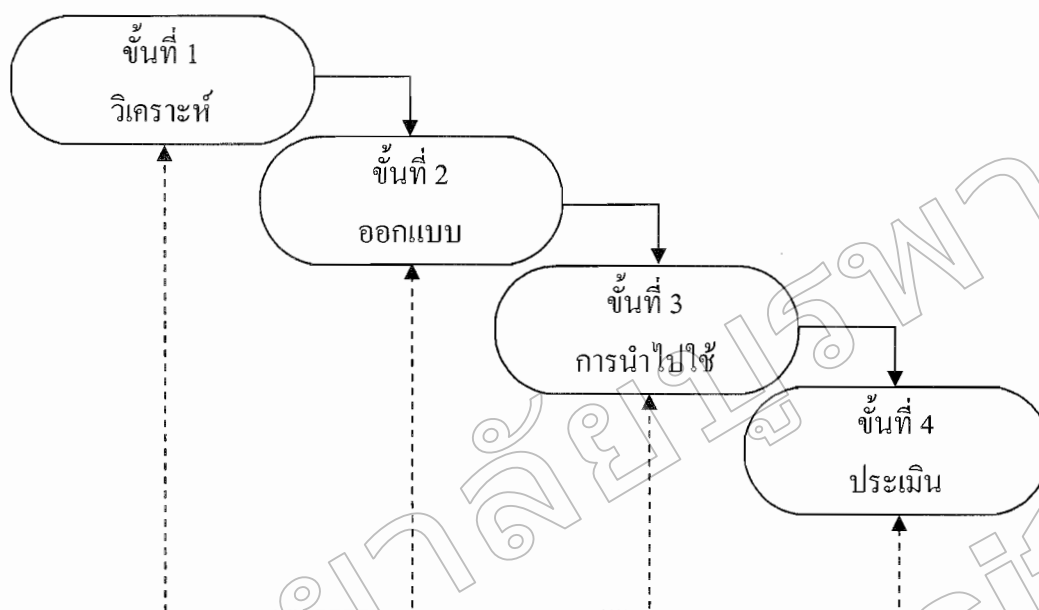 ขั้นที่ 1
วิเคราะห์
ขั้นที่ 2
ออกแบบ
ขั้นที่ 3
การนำไปใช้
ขั้นที่ 4
ประเมิน